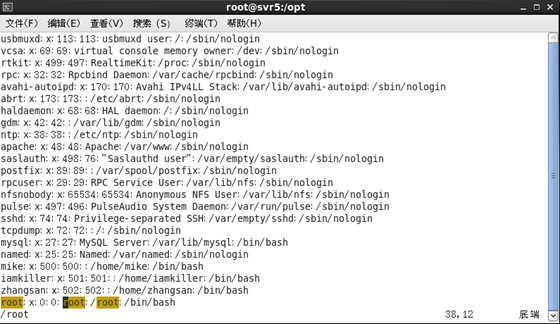 root@svr5:/opt
文件(F) 编辑(E) 查看(V) 搜索 (S) 终端(T) 帮助(H)
usbmuxd:x:113:113:usbmuxd user:/:/sbin/nologin
vcsa:x:69:69:virtual console memory owner:/dev:/sbin/nologin
rtkit:x:499:497:RealtimeKit:/proc:/sbin/nologin
rpc:x:32:32:Rpcbind Daemon:/var/cache/rpcbind:/sbin/nologin
avahi-autoipd:x:170:170:Avahi IPv4LL Stack:/var/lib/avahi-autoipd:/sbin/nologin
abrt:x:173:173::/etc/abrt:/sbin/nologin
haldaemon:x:68:68:HAL daemon:/:/sbin/nologin
gdm:x:42:42::/var/lib/gdm:/sbin/nologin
ntp:x:38:38::/etc/ntp:/sbin/nologin
apache:x:48:48:Apache:/var/www:/sbin/nologin
saslauth:x:498:76:"Saslauthd user":/var/empty/saslauth:/sbin/nologin
postfix:x:89:89::/var/spool/postfix:/sbin/nologin
rpcuser:x:29:29:RPC Service User:/var/lib/nfs:/sbin/nologin
nfsnobody:x:65534:65534:Anonymous NFS User:/var/lib/nfs:/sbin/nologin
pulse:x:497:496:PulseAudio System Daemon:/var/run/pulse:/sbin/nologin
sshd:x:74:74:Privilege-separated SSH:/var/empty/sshd:/sbin/nologin
tcpdump:x:72:72::/:/sbin/nologin
mysql:x:27:27:MySQL Server:/var/lib/mysql:/bin/bash
named:x:25:25:Named:/var/named:/sbin/nologin
mike:x:500:500::/home/mike:/bin/bash
iamkiller:x:501:501::/home/iamkiller:/bin/bash
zhangsan:x:502:502::/home/zhangsan:/bin/bash
root:x:0:0:root:/root:/bin/bash
/root 38,12 底端